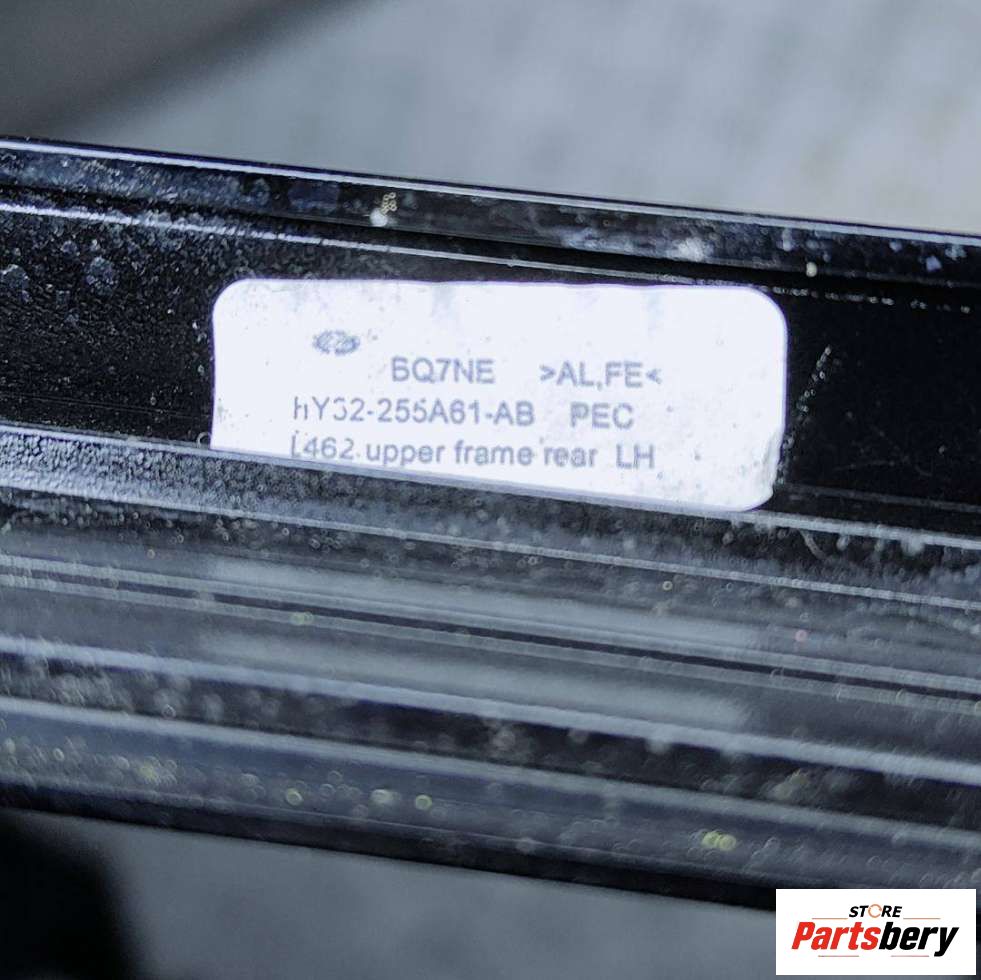 BQ7NE >AL,FE<
HY32-255A61-AB PEC
L462 upper frame rear LH
STORE
Partsbery